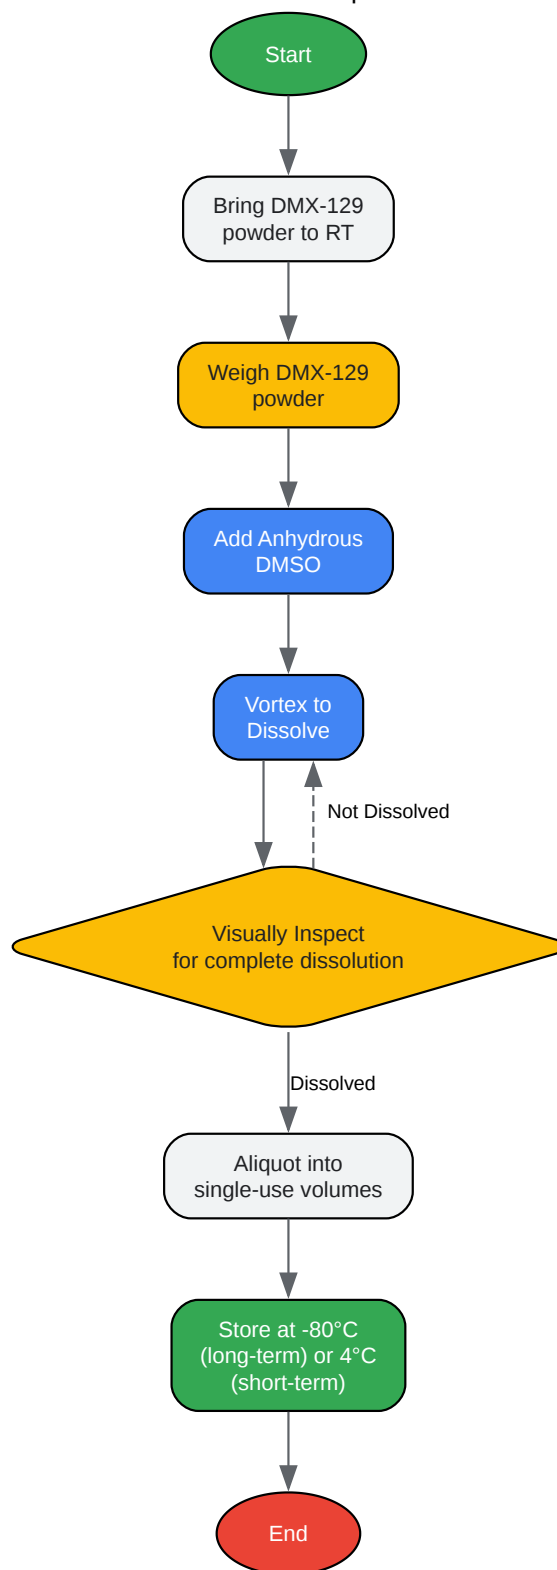 Start
Bring DMX-129
powder to RT
Weigh DMX-129
powder
Add Anhydrous
DMSO
Vortex to
Dissolve
Not Dissolved
Visually Inspect
for complete dissolution
Dissolved
Aliquot into
single-use volumes
Store at -80°C
(long-term) or 4°C
(short-term)
End